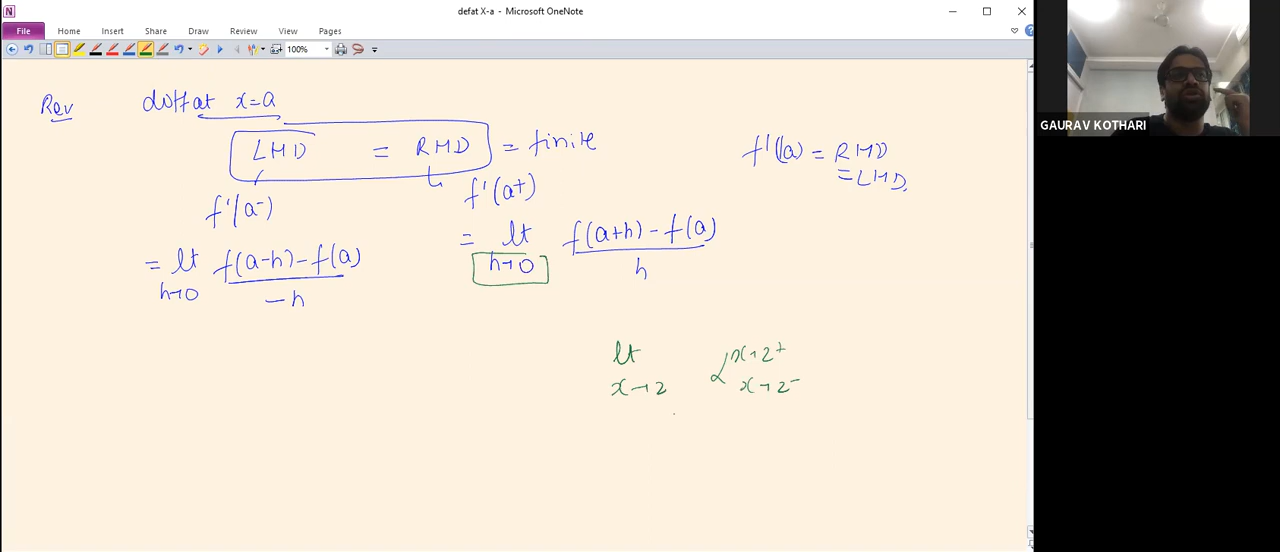 defat X-a - Microsoft OneNote
File Home Insert Share Draw Review View Pages
100%
GAURAV KOTHARI
Rev diff at x=a
LHD = RHD = finite
f'(a) = RHD
= LHD.
f'(a-)
f'(a+)
= lt f(a-h) - f(a)
h→0 -h
= lt f(a+h) - f(a)
h→0 h
lt x→2+
x→2 x→2-